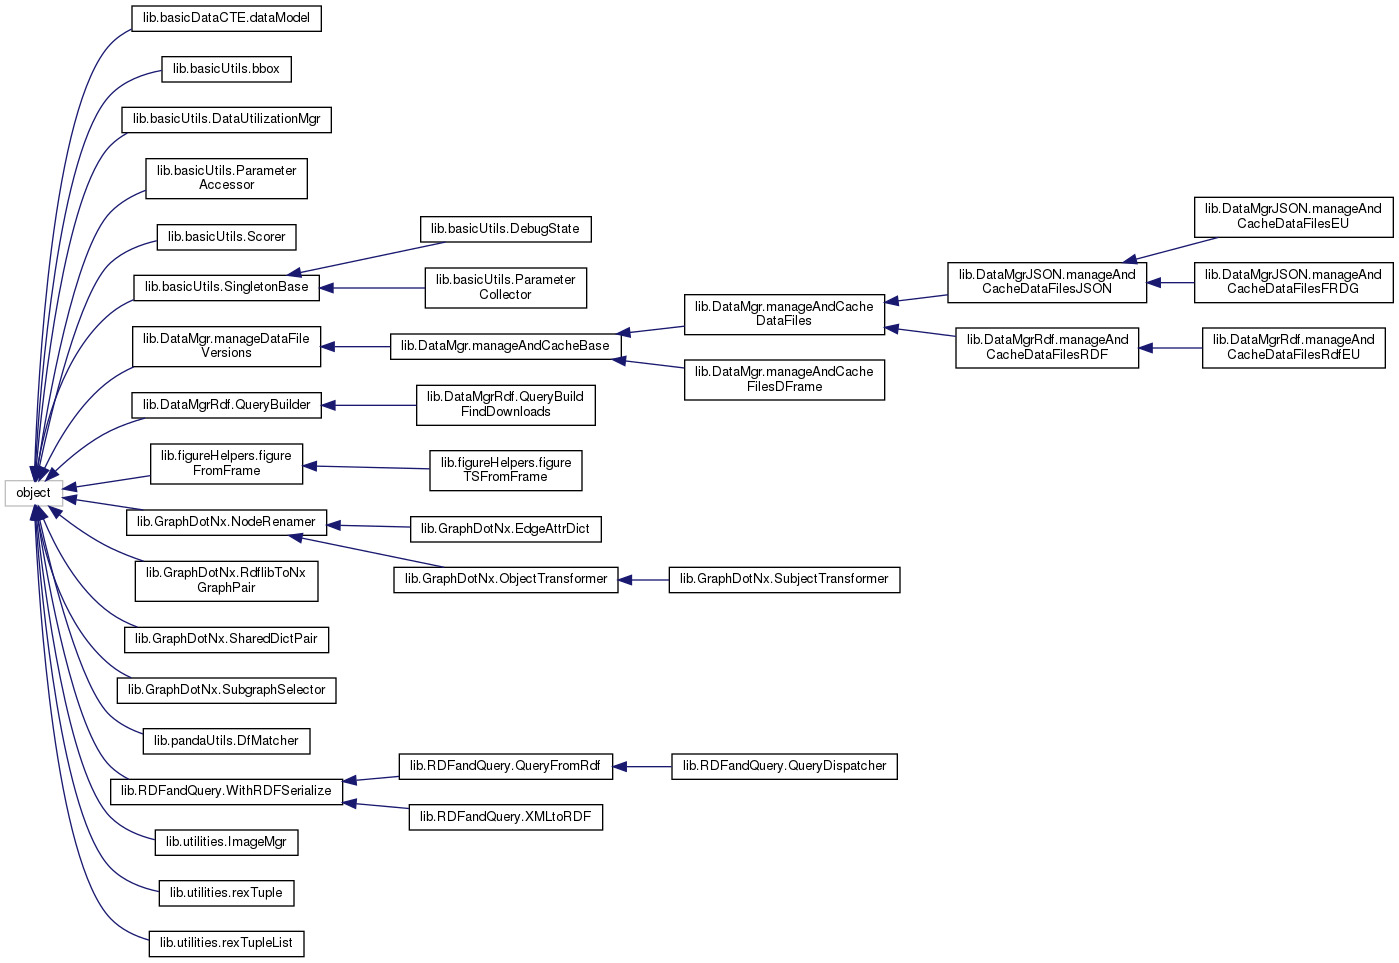 lib.basicDataCTE.dataModel
lib.basicUtils.bbox
lib.basicUtils.DataUtilizationMgr
lib.basicUtils.Parameter
Accessor
lib.basicUtils.Scorer
lib.basicUtils.SingletonBase
lib.basicUtils.DebugState
lib.basicUtils.Parameter
Collector
lib.DataMgr.manageDataFile
Versions
lib.DataMgr.manageAndCacheBase
lib.DataMgr.manageAndCache
DataFiles
lib.DataMgrJSON.manageAnd
CacheDataFilesJSON
lib.DataMgrJSON.manageAnd
CacheDataFilesEU
lib.DataMgrJSON.manageAnd
CacheDataFilesFRDG
lib.DataMgrRdf.manageAnd
CacheDataFilesRDF
lib.DataMgrRdf.manageAnd
CacheDataFilesRdfEU
lib.DataMgr.manageAndCache
FilesDFrame
lib.DataMgrRdf.QueryBuilder
lib.DataMgrRdf.QueryBuild
FindDownloads
lib.figureHelpers.figure
FromFrame
lib.figureHelpers.figure
TSFromFrame
object
lib.GraphDotNx.NodeRenamer
lib.GraphDotNx.EdgeAttrDict
lib.GraphDotNx.ObjectTransformer
lib.GraphDotNx.SubjectTransformer
lib.GraphDotNx.RdflibToNx
GraphPair
lib.GraphDotNx.SharedDictPair
lib.GraphDotNx.SubgraphSelector
lib.pandaUtils.DfMatcher
lib.RDFandQuery.WithRDFSerialize
lib.RDFandQuery.QueryFromRdf
lib.RDFandQuery.QueryDispatcher
lib.RDFandQuery.XMLtoRDF
lib.utilities.ImageMgr
lib.utilities.rexTuple
lib.utilities.rexTupleList